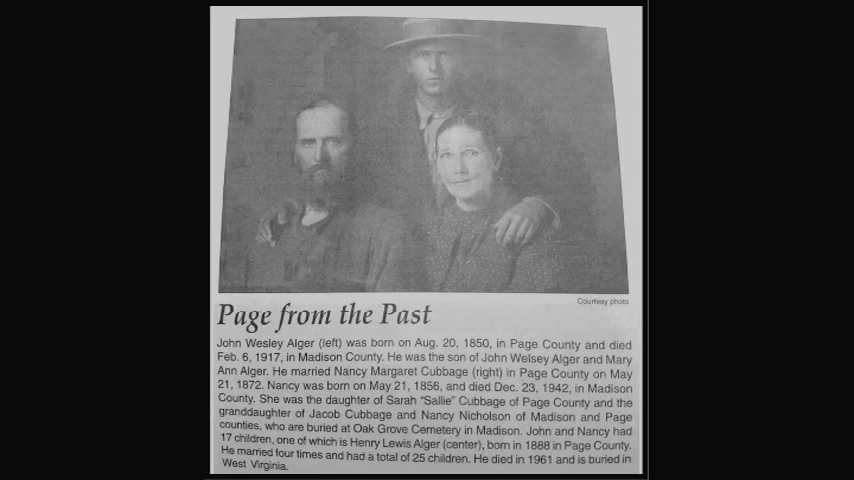 Courtesy photo
Page from the Past
John Wesley Alger (left) was born on Aug. 20, 1850, in Page County and died
Feb. 6, 1917, in Madison County. He was the son of John Welsey Alger and Mary
Ann Alger. He married Nancy Margaret Cubbage (right) in Page County on May
21, 1872. Nancy was born on May 21, 1856, and died Dec. 23, 1942, in Madison
County. She was the daughter of Sarah “Sallie” Cubbage of Page County and the
granddaughter of Jacob Cubbage and Nancy Nicholson of Madison and Page
counties, who are buried at Oak Grove Cemetery in Madison. John and Nancy had
17 children, one of which is Henry Lewis Alger (center), born in 1888 in Page County.
He married four times and had a total of 25 children. He died in 1961 and is buried in
West Virginia.